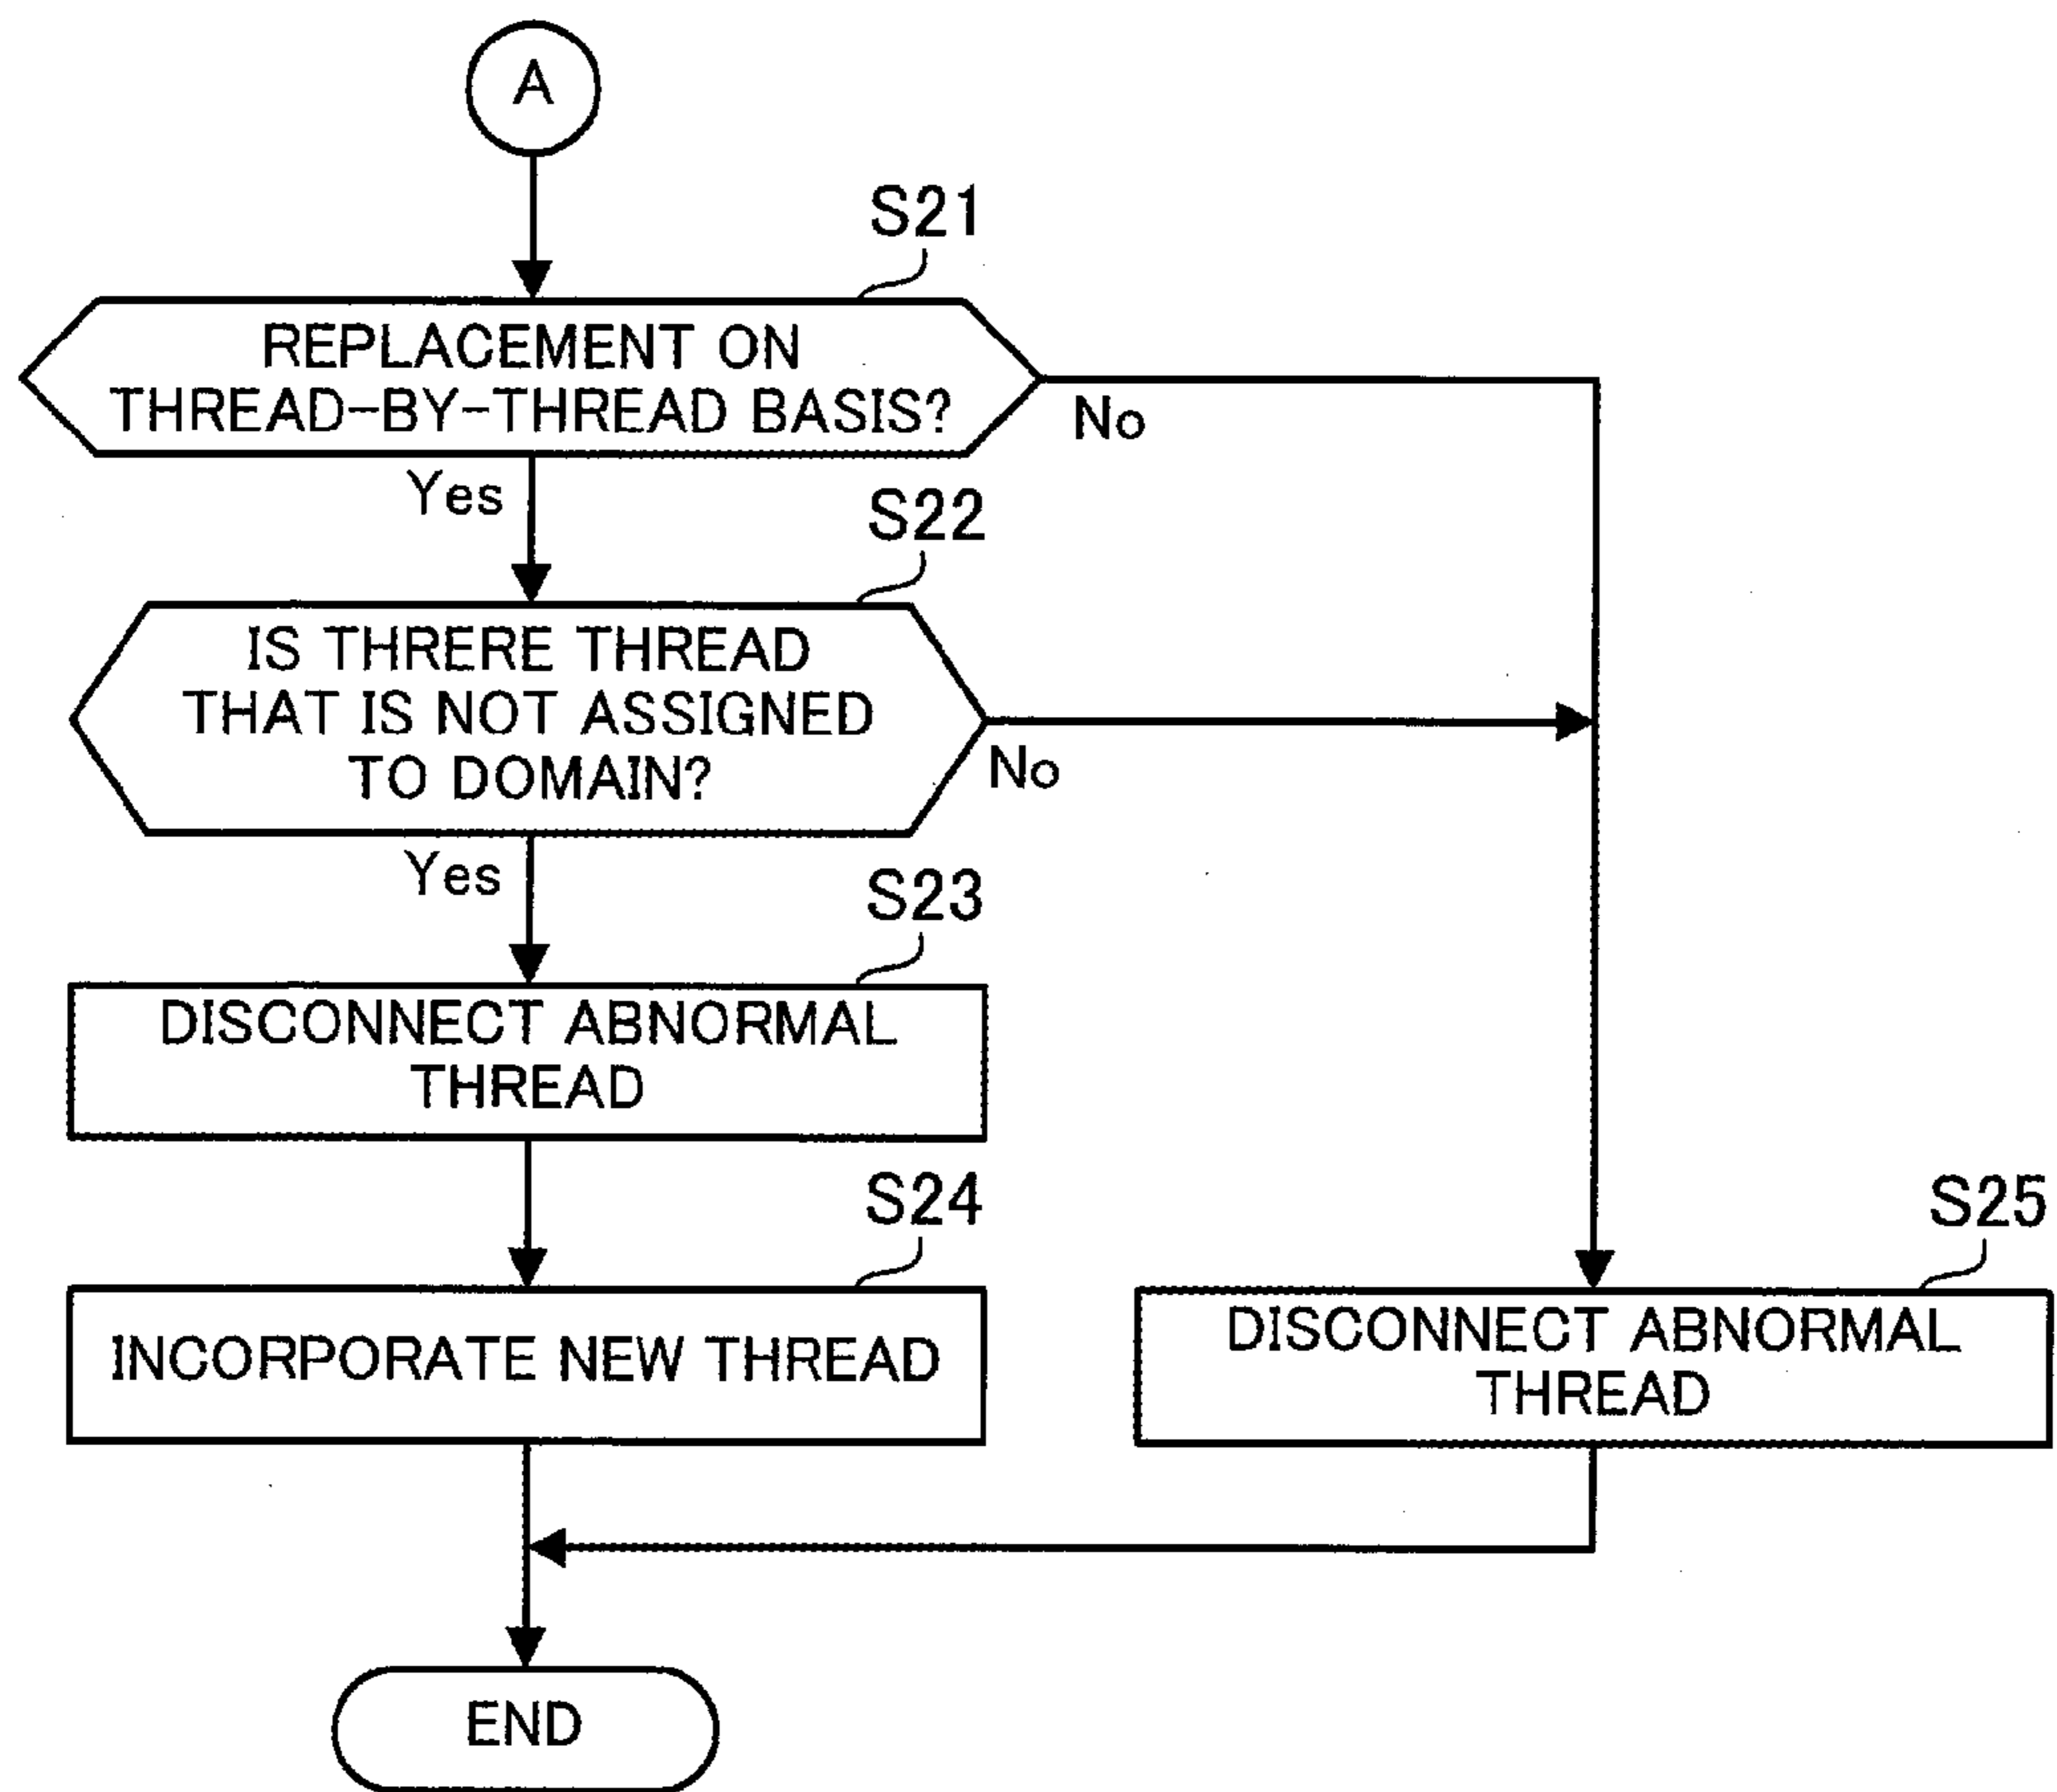 A
S21
REPLACEMENT ON
THREAD-BY-THREAD BASIS?
No
Yes
S22
IS THRERE THREAD
THAT IS NOT ASSIGNED
TO DOMAIN?
No
Yes
S23
DISCONNECT ABNORMAL
THREAD
S24
INCORPORATE NEW THREAD
S25
DISCONNECT ABNORMAL
THREAD
END